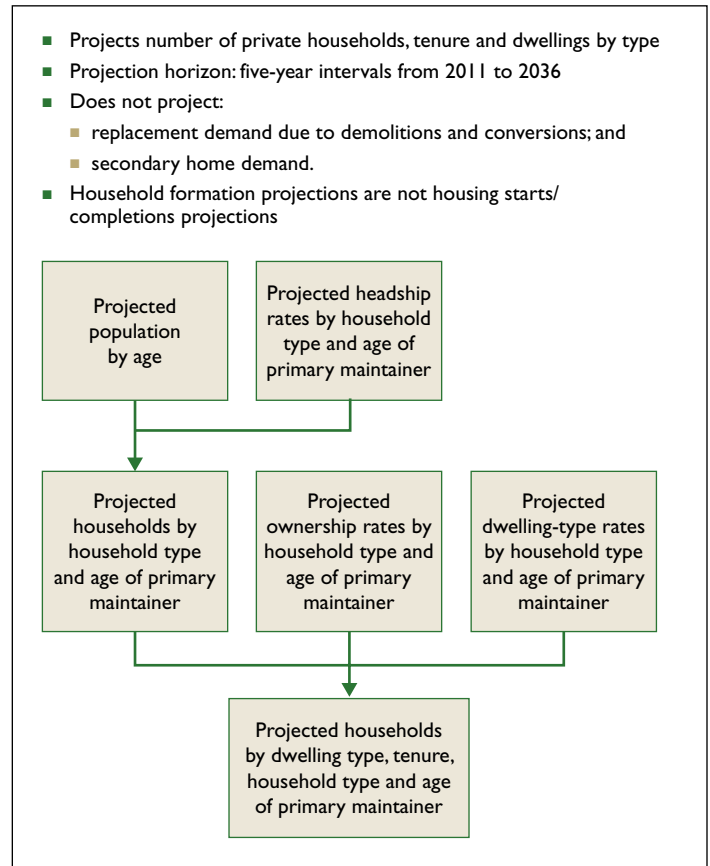 Projects number of private households, tenure and dwellings by type
Projection horizon: five-year intervals from 2011 to 2036
Does not project:
replacement demand due to demolitions and conversions; and
secondary home demand.
Household formation projections are not housing starts/
completions projections
Projected
population
by age
Projected headship
rates by household
type and age of
primary maintainer
Projected
households by
household type
and age of primary
maintainer
Projected
ownership rates by
household type and
age of primary
maintainer
Projected
dwelling-type rates
by household type
and age of primary
maintainer
Projected households
by dwelling type, tenure,
household type and age
of primary maintainer